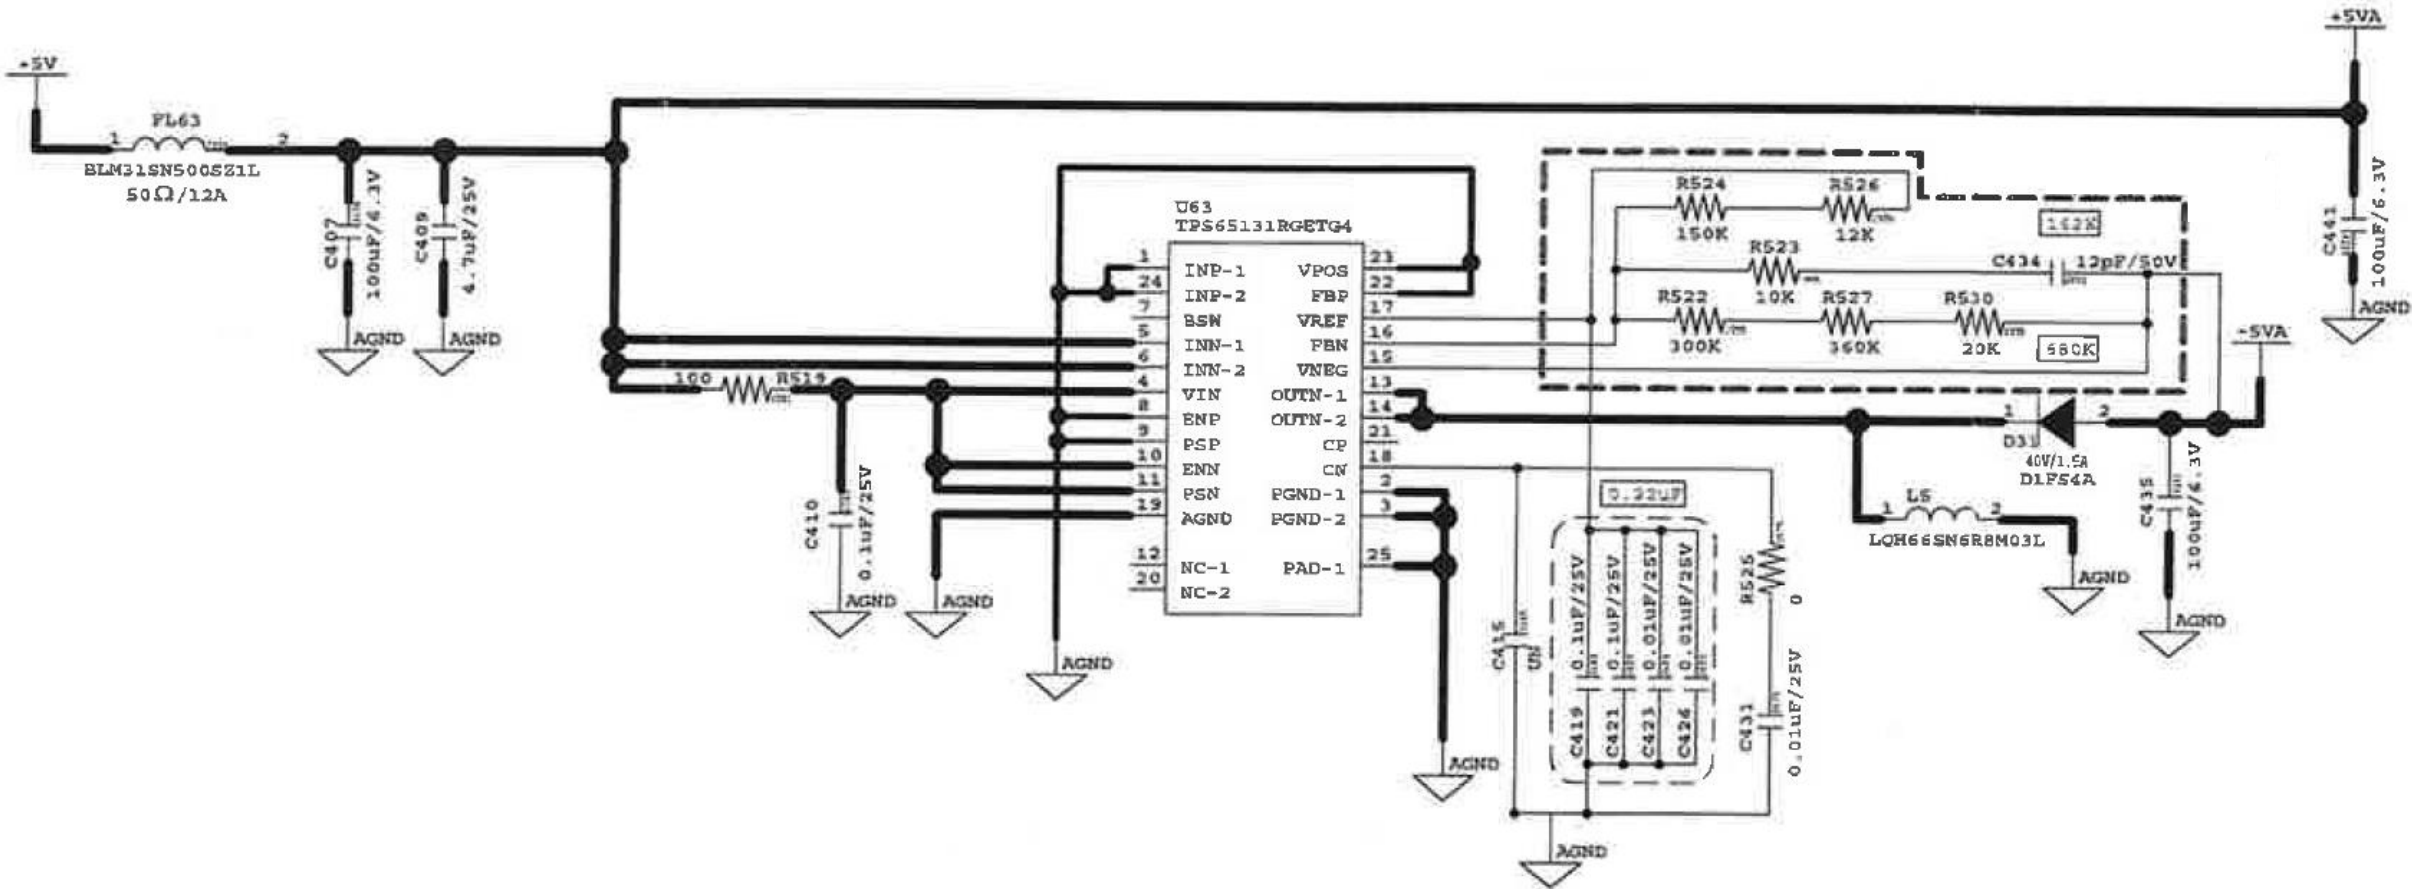 +5V
FL63
1
2
BLM31SN500SZ1L
50Ω/12A
C407
100uF/6.3V
AGND
C409
4.7uF/25V
AGND
+5VA
C441
100uF/6.3V
AGND
U63
TPS65131RGETG4
1
INP-1
24
INP-2
7
BSW
5
INN-1
6
INN-2
4
VIN
8
ENP
9
PSP
10
ENN
11
PSN
19
AGND
12
NC-1
20
NC-2
VPOS
23
FBP
22
VREF
17
FBN
16
VNEG
15
OUTN-1
13
OUTN-2
14
CP
21
CN
18
PGND-1
2
PGND-2
3
PAD-1
25
100
R519
C410
0.1uF/25V
AGND
AGND
AGND
AGND
R524
150K
R526
12K
162K
R523
10K
C434
12pF/50V
R522
300K
R527
360K
R530
20K
680K
-5VA
1
2
D31
40V/1.5A
D1FS4A
L5
1
2
LQH66SN6R8M03L
AGND
C435
100uF/6.3V
AGND
0.22uF
C415
C419
0.1uF/25V
C421
0.1uF/25V
C423
0.01uF/25V
C426
0.01uF/25V
R525
0
C431
0.01uF/25V
AGND